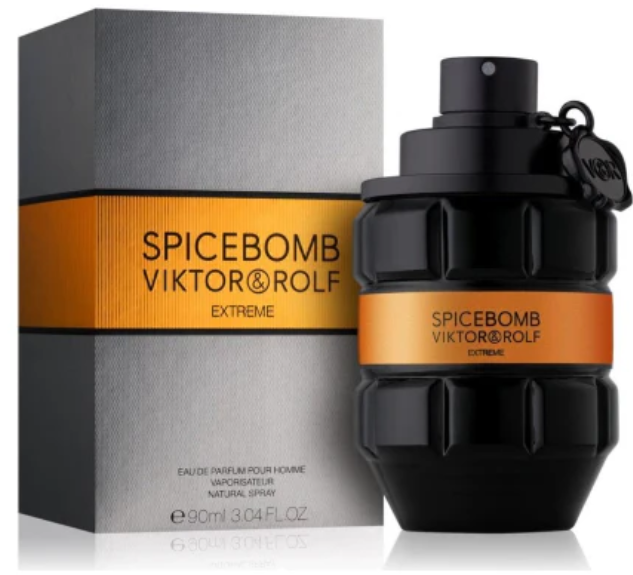 SPICEBOMB
VIKTOR&ROLF
EXTREME
EAU DE PARFUM POUR HOMME
VAPORISATEUR
NATURAL SPRAY
e90ml 3.04 FL.OZ.
V&R
SPICEBOMB
VIKTOR&ROLF
EXTREME